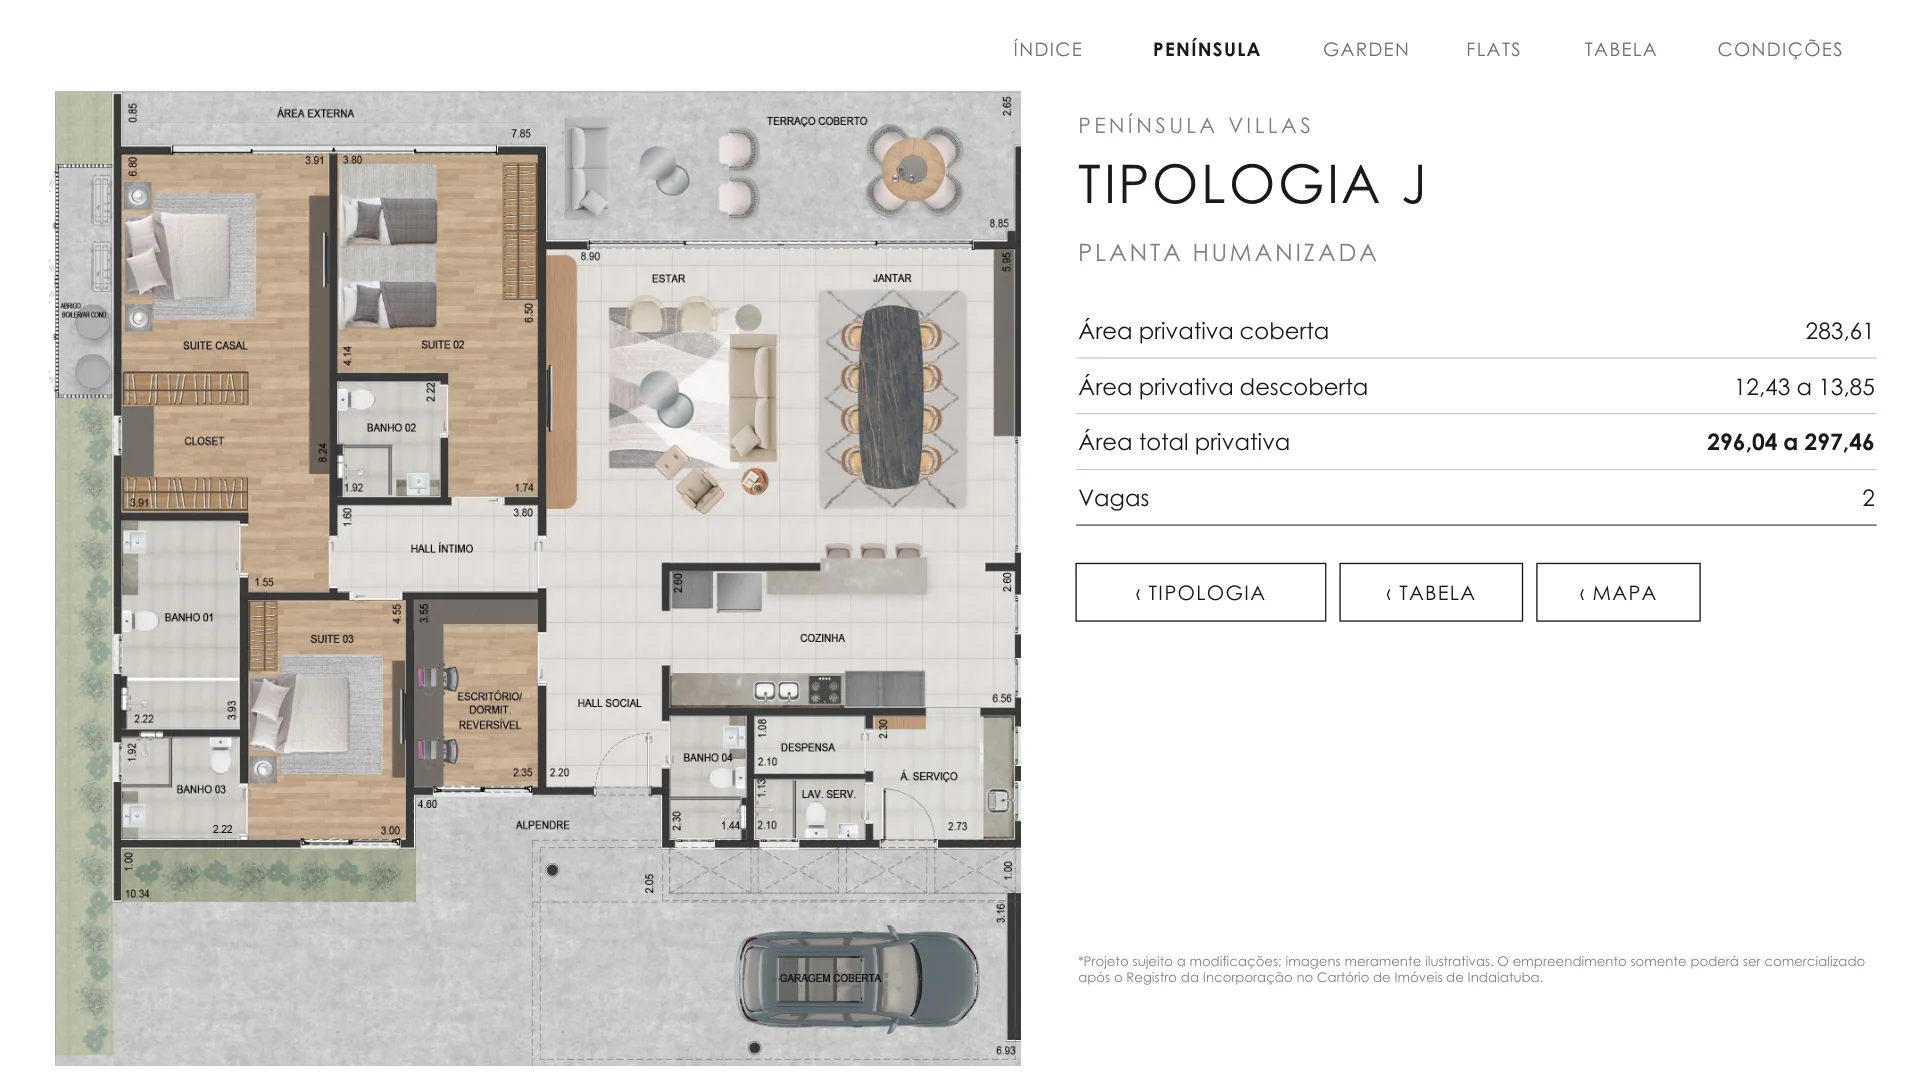 ÍNDICE PENÍNSULA GARDEN FLATS TABELA CONDIÇÕES
PENÍNSULA VILLAS
TIPOLOGIA J
PLANTA HUMANIZADA
Área privativa coberta 283,61
Área privativa descoberta 12,43 a 13,85
Área total privativa 296,04 a 297,46
Vagas 2
‹ TIPOLOGIA ‹ TABELA ‹ MAPA
*Projeto sujeito a modificações; imagens meramente ilustrativas. O empreendimento somente poderá ser comercializado
após o Registro da Incorporação no Cartório de Imóveis de Indaiatuba.
0.85
ÁREA EXTERNA
7.85
TERRAÇO COBERTO
2.65
8.85
6.80
3.91
3.80
8.90
5.95
ESTAR
JANTAR
ABRIGO
BOILER/AR COND.
6.50
SUITE CASAL
SUITE 02
4.14
2.22
BANHO 02
CLOSET
8.24
1.92
1.74
3.91
1.60
3.80
HALL ÍNTIMO
1.55
2.60
2.60
BANHO 01
4.55
3.55
SUITE 03
COZINHA
ESCRITÓRIO/
DORMIT.
REVERSÍVEL
HALL SOCIAL
6.56
2.22
3.93
1.92
1.08
2.30
BANHO 04
DESPENSA
2.10
2.35
2.20
Á. SERVIÇO
BANHO 03
1.13
LAV. SERV.
4.60
2.22
3.00
ALPENDRE
2.30
1.44
2.10
2.73
1.00
10.34
2.05
1.00
3.16
GARAGEM COBERTA
6.93